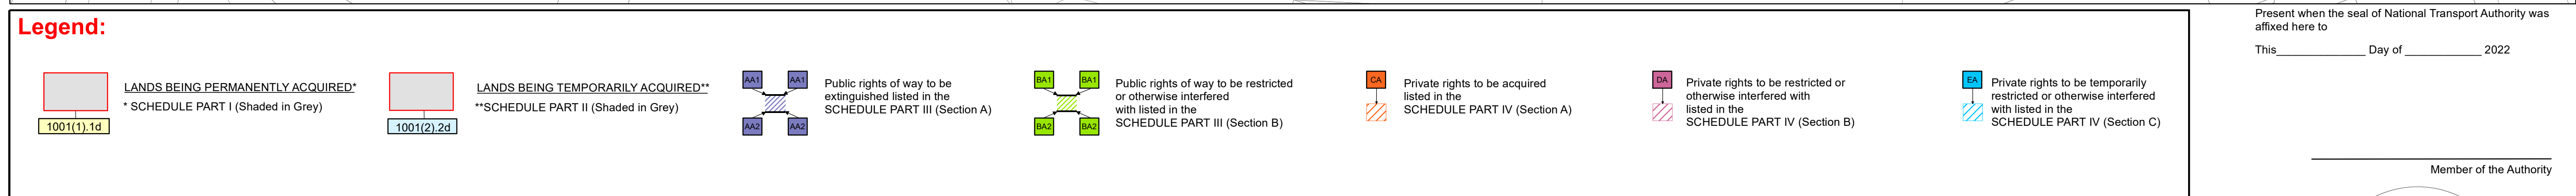 Legend:
LANDS BEING PERMANENTLY ACQUIRED*
* SCHEDULE PART I (Shaded in Grey)
1001(1).1d
LANDS BEING TEMPORARILY ACQUIRED**
**SCHEDULE PART II (Shaded in Grey)
1001(2).2d
AA1 AA1
AA2 AA2
Public rights of way to be
extinguished listed in the
SCHEDULE PART III (Section A)
BA1 BA1
BA2 BA2
Public rights of way to be restricted
or otherwise interfered
with listed in the
SCHEDULE PART III (Section B)
CA
Private rights to be acquired
listed in the
SCHEDULE PART IV (Section A)
DA
Private rights to be restricted or
otherwise interfered with
listed in the
SCHEDULE PART IV (Section B)
EA
Private rights to be temporarily
restricted or otherwise interfered
with listed in the
SCHEDULE PART IV (Section C)
Present when the seal of National Transport Authority was
affixed here to
This______________ Day of ____________ 2022
Member of the Authority